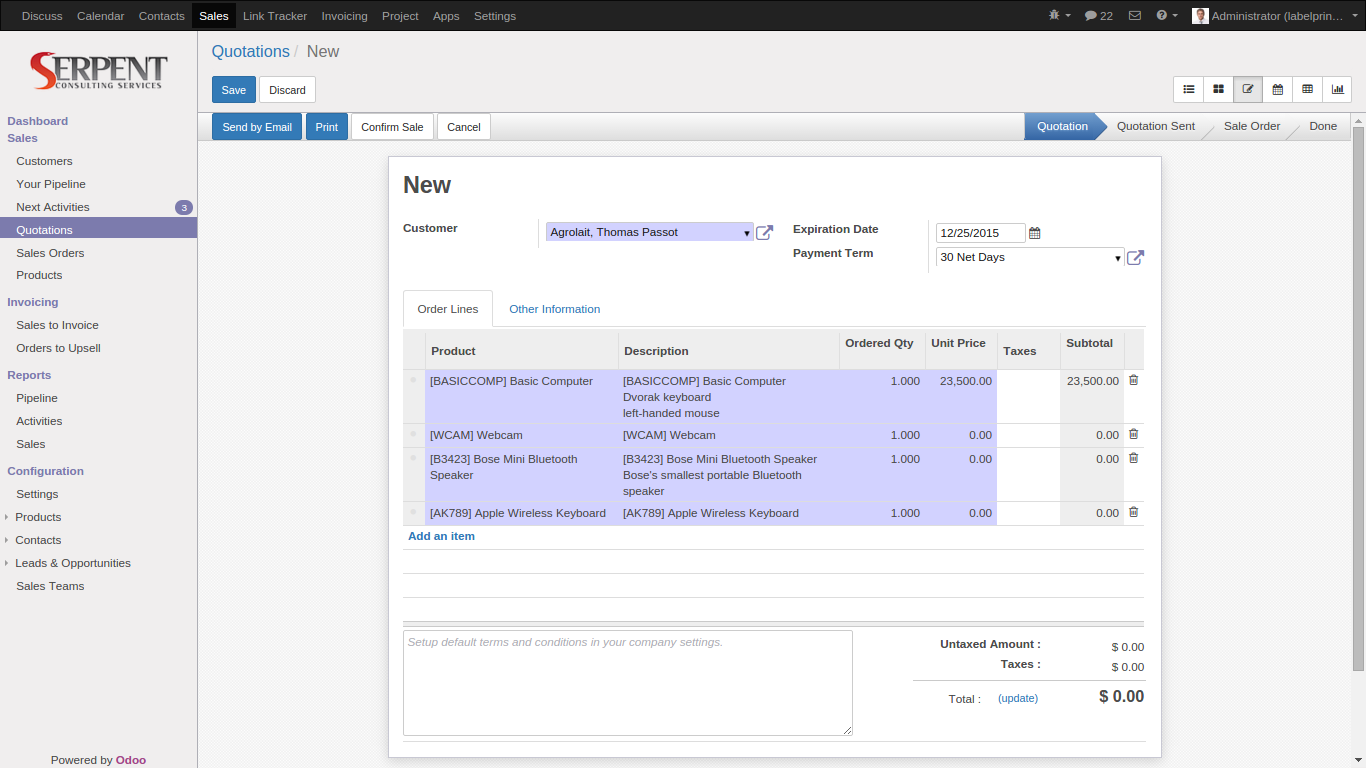 Discuss Calendar Contacts Sales Link Tracker Invoicing Project Apps Settings 22 Administrator (labelprin...
SERPENT
CONSULTING SERVICES
Dashboard
Sales
Customers
Your Pipeline
Next Activities 3
Quotations
Sales Orders
Products
Invoicing
Sales to Invoice
Orders to Upsell
Reports
Pipeline
Activities
Sales
Configuration
Settings
Products
Contacts
Leads & Opportunities
Sales Teams
Powered by Odoo
Quotations / New
Save Discard
Send by Email Print Confirm Sale Cancel Quotation Quotation Sent Sale Order Done
New
Customer Agrolait, Thomas Passot
Expiration Date 12/25/2015
Payment Term 30 Net Days
Order Lines Other Information
Product Description Ordered Qty Unit Price Taxes Subtotal
[BASICCOMP] Basic Computer [BASICCOMP] Basic Computer 1.000 23,500.00 23,500.00
Dvorak keyboard
left-handed mouse
[WCAM] Webcam [WCAM] Webcam 1.000 0.00 0.00
[B3423] Bose Mini Bluetooth [B3423] Bose Mini Bluetooth Speaker 1.000 0.00 0.00
Speaker Bose's smallest portable Bluetooth
speaker
[AK789] Apple Wireless Keyboard [AK789] Apple Wireless Keyboard 1.000 0.00 0.00
Add an item
Setup default terms and conditions in your company settings.
Untaxed Amount : $ 0.00
Taxes : $ 0.00
Total : (update) $ 0.00